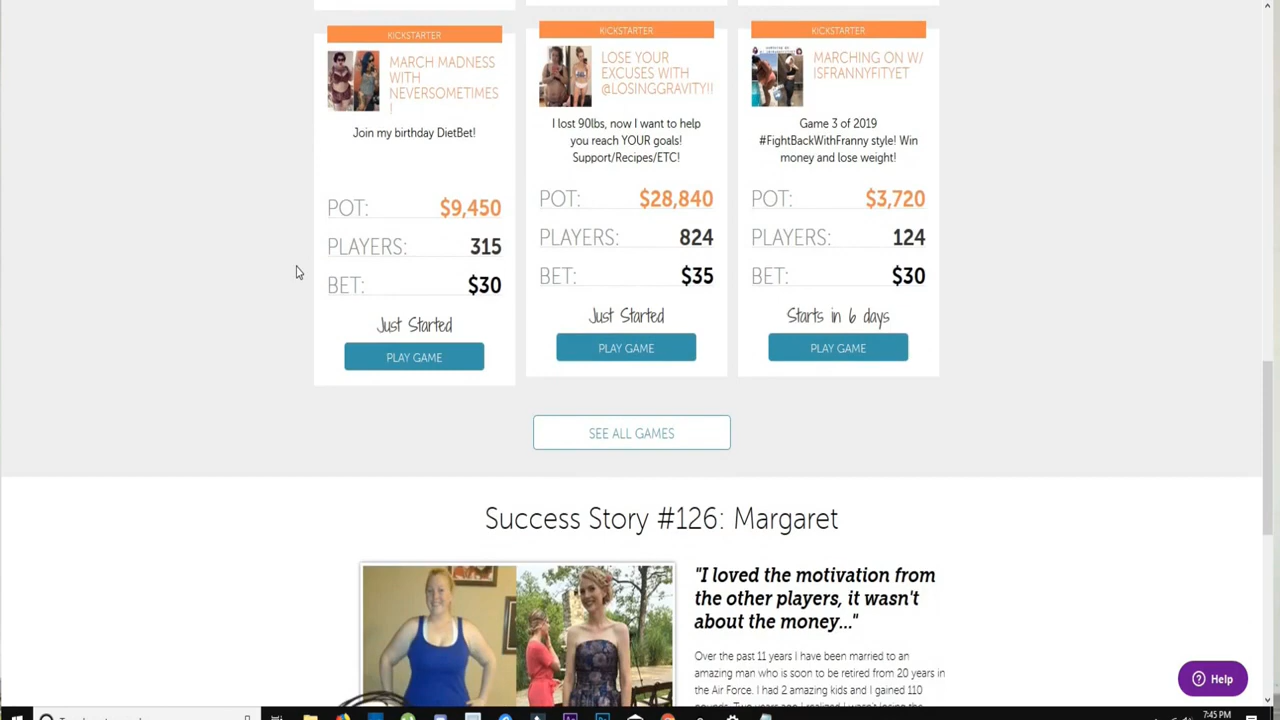 KICKSTARTER
MARCH MADNESS
WITH
NEVERSOMETIMES
!
Join my birthday DietBet!
POT: $9,450
PLAYERS: 315
BET: $30
Just Started
PLAY GAME
KICKSTARTER
LOSE YOUR
EXCUSES WITH
@LOSINGGRAVITY!!
I lost 90lbs, now I want to help
you reach YOUR goals!
Support/Recipes/ETC!
POT: $28,840
PLAYERS: 824
BET: $35
Just Started
PLAY GAME
KICKSTARTER
MARCHING ON W/
ISFRANNYFITYET
Game 3 of 2019
#FightBackWithFranny style! Win
money and lose weight!
POT: $3,720
PLAYERS: 124
BET: $30
Starts in 6 days
PLAY GAME
SEE ALL GAMES
Success Story #126: Margaret
"I loved the motivation from
the other players, it wasn't
about the money..."
Over the past 11 years I have been married to an
amazing man who is soon to be retired from 20 years in
the Air Force. I had 2 amazing kids and I gained 110
Help
7:45 PM